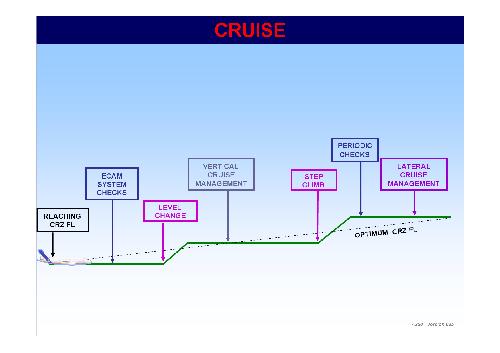 CRUISE
PERIODIC
CHECKS
VERTICAL
CRUISE
MANAGEMENT
LATERAL
CRUISE
MANAGEMENT
ECAM
SYSTEM
CHECKS
STEP
CLIMB
LEVEL
CHANGE
REACHING
CRZ FL
OPTIMUM CRZ FL